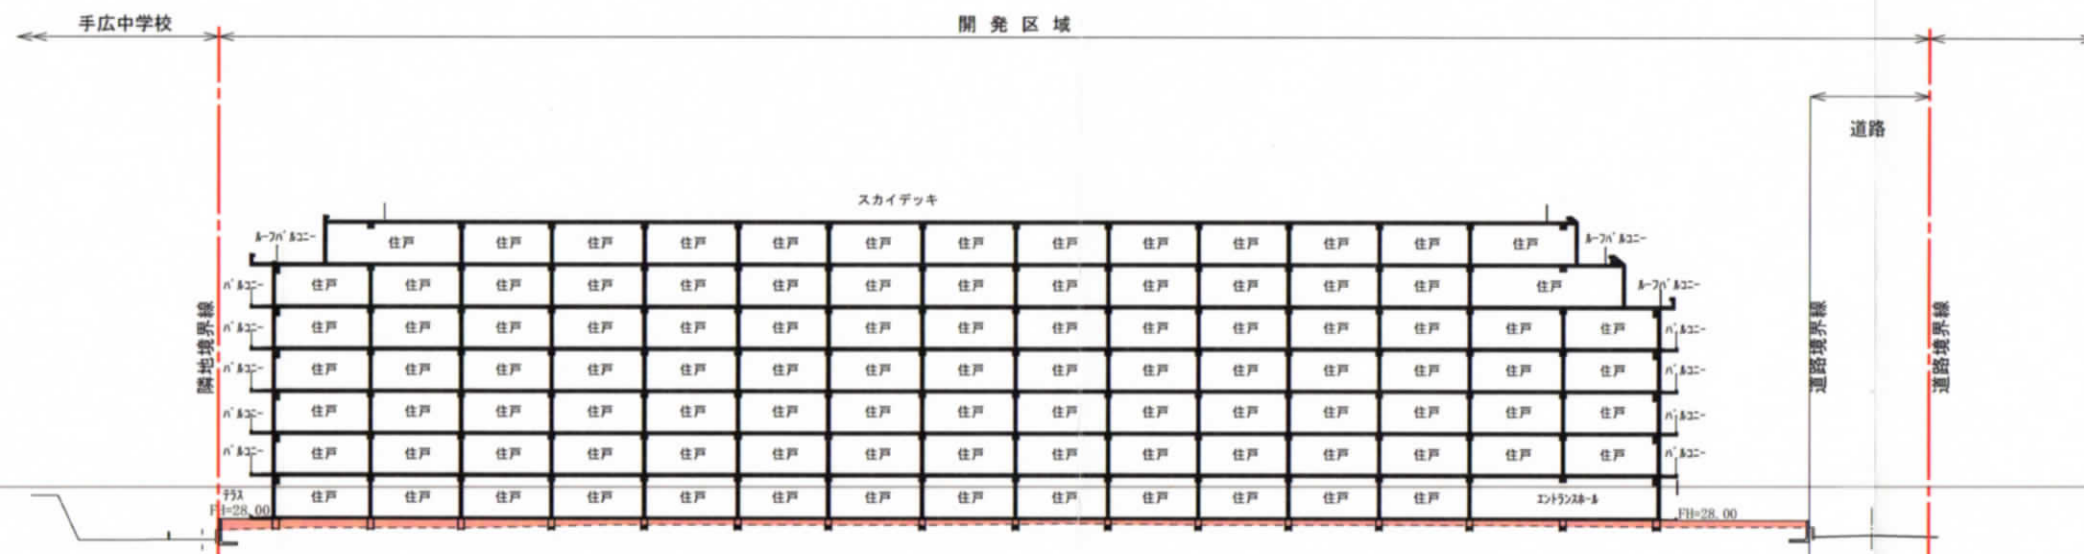 手広中学校 開発区域
道路
スカイデッキ
ﾙｰﾌﾊﾞﾙｺﾆｰ 住戸 住戸 住戸 住戸 住戸 住戸 住戸 住戸 住戸 住戸 住戸 住戸 住戸 ﾙｰﾌﾊﾞﾙｺﾆｰ
ﾊﾞﾙｺﾆｰ 住戸 住戸 住戸 住戸 住戸 住戸 住戸 住戸 住戸 住戸 住戸 住戸 住戸 住戸 ﾙｰﾌﾊﾞﾙｺﾆｰ
ﾊﾞﾙｺﾆｰ 住戸 住戸 住戸 住戸 住戸 住戸 住戸 住戸 住戸 住戸 住戸 住戸 住戸 住戸 住戸 ﾊﾞﾙｺﾆｰ
ﾊﾞﾙｺﾆｰ 住戸 住戸 住戸 住戸 住戸 住戸 住戸 住戸 住戸 住戸 住戸 住戸 住戸 住戸 住戸 ﾊﾞﾙｺﾆｰ
ﾊﾞﾙｺﾆｰ 住戸 住戸 住戸 住戸 住戸 住戸 住戸 住戸 住戸 住戸 住戸 住戸 住戸 住戸 住戸 ﾊﾞﾙｺﾆｰ
ﾊﾞﾙｺﾆｰ 住戸 住戸 住戸 住戸 住戸 住戸 住戸 住戸 住戸 住戸 住戸 住戸 住戸 住戸 住戸 ﾊﾞﾙｺﾆｰ
ﾃﾗｽ 住戸 住戸 住戸 住戸 住戸 住戸 住戸 住戸 住戸 住戸 住戸 住戸 住戸 ｴﾝﾄﾗﾝｽﾎｰﾙ
FH=28.00 FH=28.00
隣地境界線
道路境界線
道路境界線